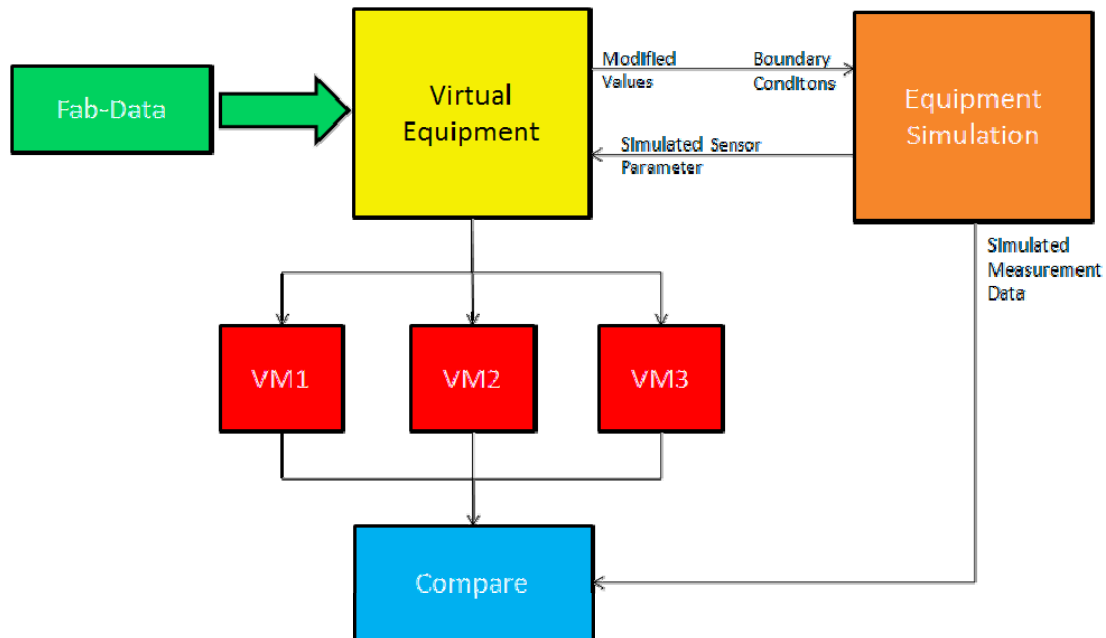 Fab-Data
Virtual
Equipment
Modified
Values
Boundary
Conditons
Simulated Sensor
Parameter
Equipment
Simulation
Simulated
Measurement
Data
VM1
VM2
VM3
Compare